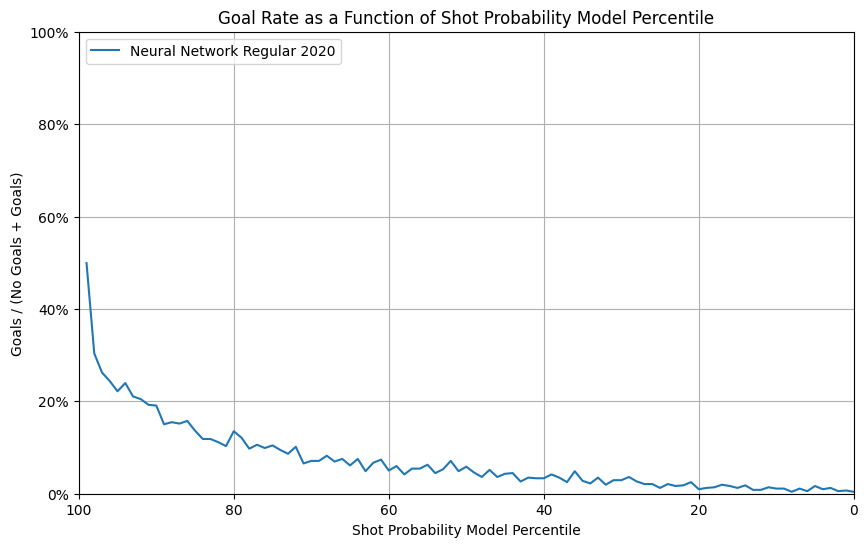 Goal Rate as a Function of Shot Probability Model Percentile
Neural Network Regular 2020
100%
80%
60%
40%
20%
0%
Goals / (No Goals + Goals)
100 80 60 40 20 0
Shot Probability Model Percentile